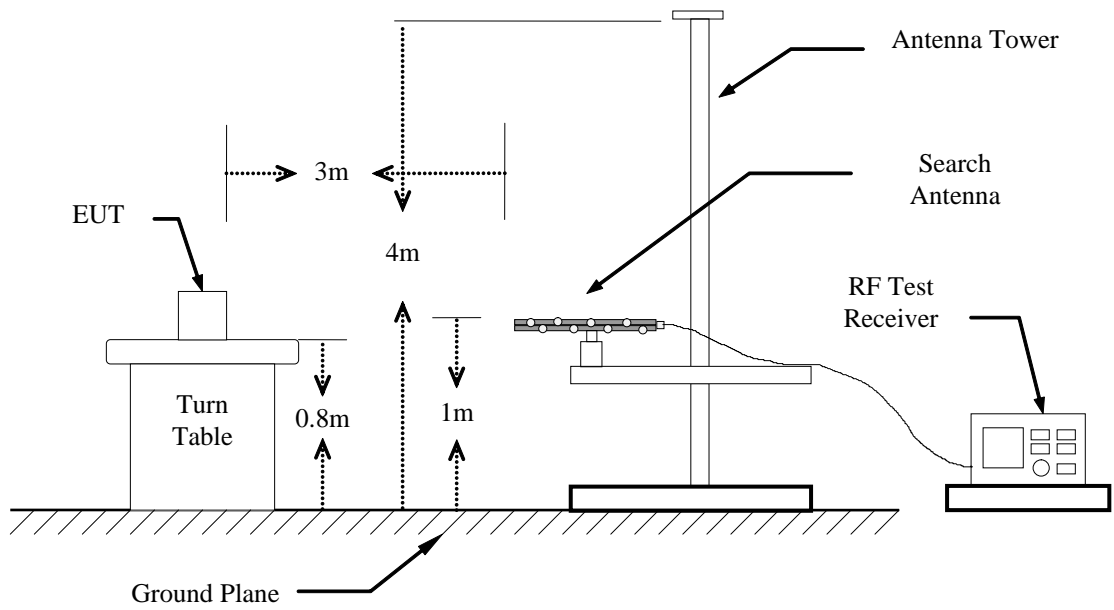 Antenna Tower
3m
Search
Antenna
EUT
4m
RF Test
Receiver
Turn
Table
0.8m
1m
Ground Plane